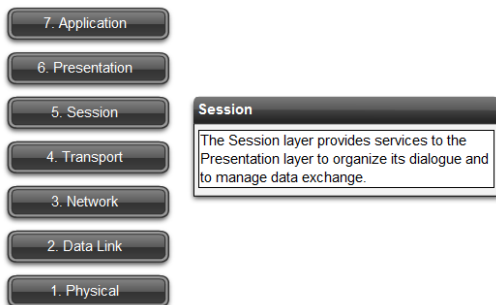 7. Application
6. Presentation
5. Session
4. Transport
3. Network
2. Data Link
1. Physical
Session
The Session layer provides services to the
Presentation layer to organize its dialogue and
to manage data exchange.